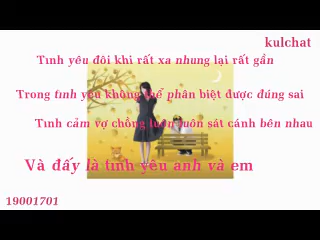 kulchat
Tình yêu đôi khi rất xa nhưng lại rất gần
Trong tình yêu không thể phân biệt được đúng sai
Tình cảm vợ chồng luôn luôn sát cánh bên nhau
Và đấy là tình yêu anh và em
19001701